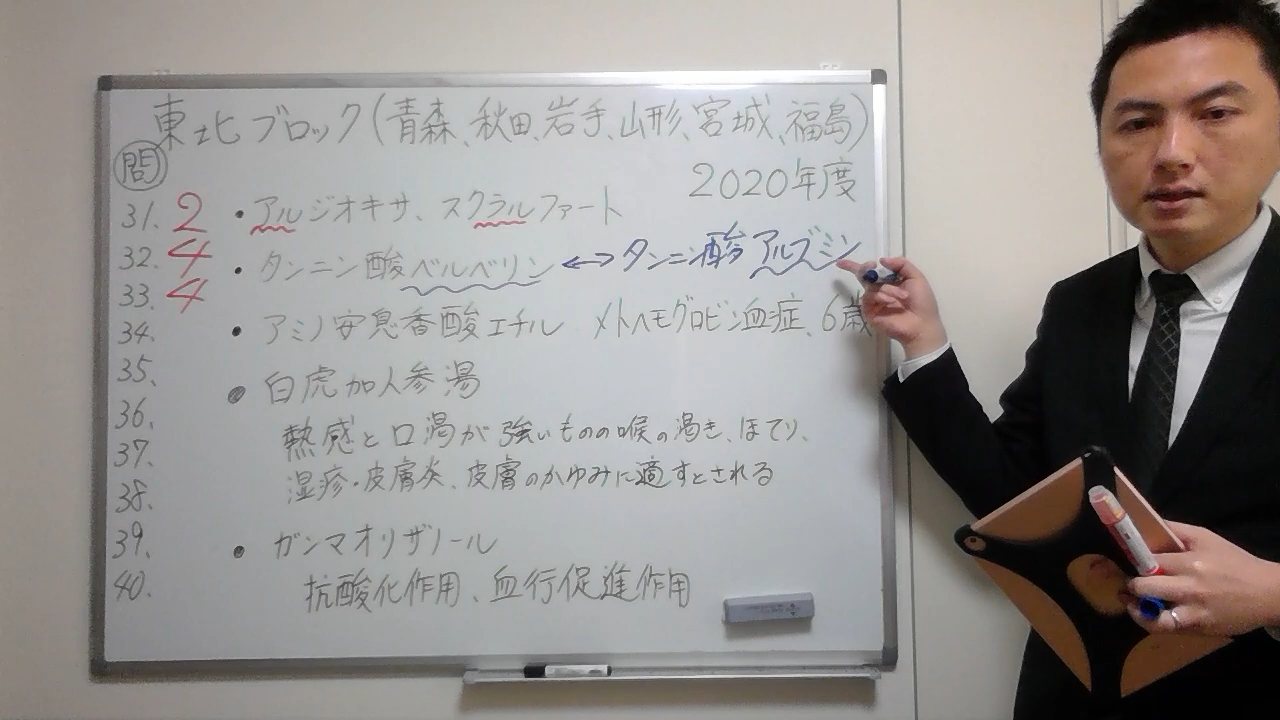 東北ブロック(青森、秋田、岩手、山形、宮城、福島)
2020年度
問
31. 2 ・アルジオキサ、スクラルファート
32. 4 ・タンニン酸ベルベリン ↔ タンニン酸アルブミン
33. 4
34. ・アミノ安息香酸エチル メトヘモグロビン血症、6歳
35.
・白虎加人参湯
36.
熱感と口渇が強いものの喉の渇き、ほてり、
37.
湿疹・皮膚炎、皮膚のかゆみに適すとされる
38.
39. ・ガンマオリザノール
40. 抗酸化作用、血行促進作用